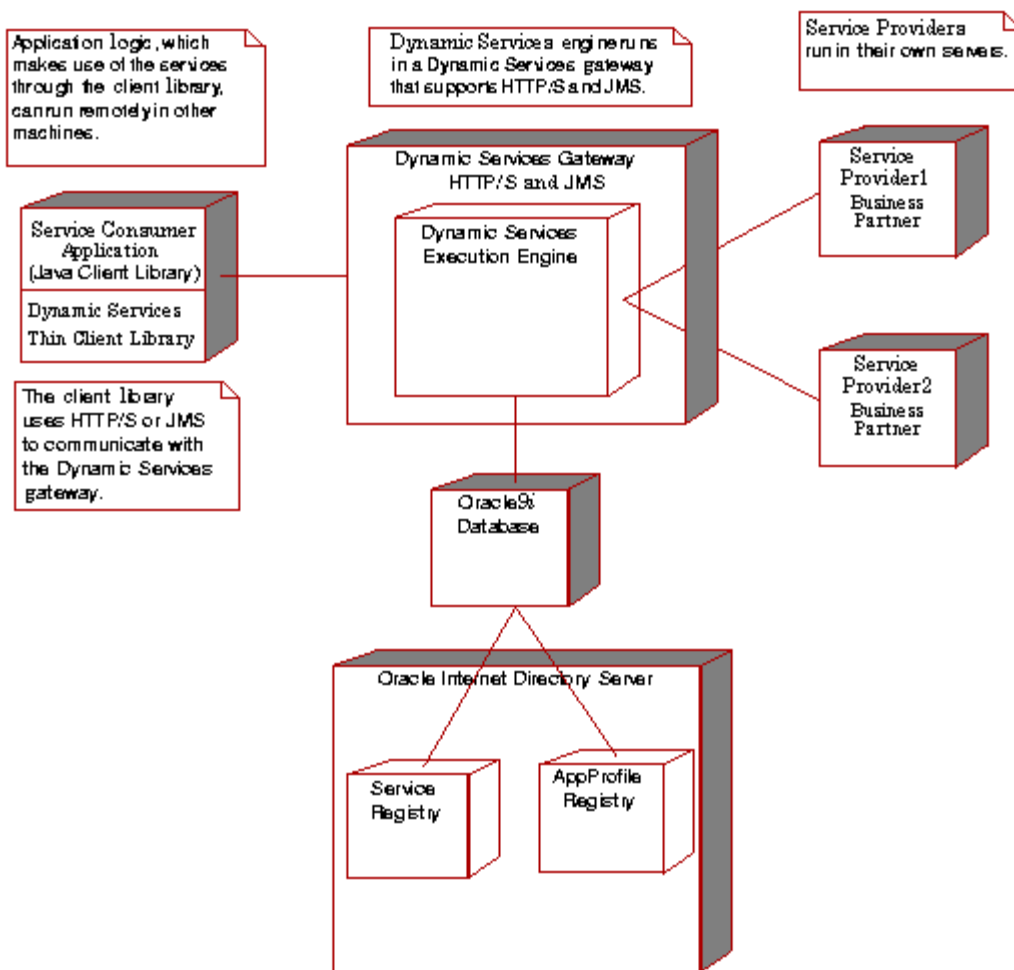 Application logic, which
makes use of the services
through the client library,
can run remotely in other
machines.
Dynamic Services engine runs
in a Dynamic Services gateway
that supports HTTP/S and JMS.
Service Providers
run in their own servers.
Dynamic Services Gateway
HTTP/S and JMS
Dynamic Services
Execution Engine
Service
Provider1
Business
Partner
Service Consumer
Application
(Java Client Library)
Dynamic Services
Thin Client Library
Service
Provider2
Business
Partner
The client library
uses HTTP/S or JMS
to communicate with
the Dynamic Services
gateway.
Oracle9i
Database
Oracle Internet Directory Server
Service
Registry
AppProfile
Registry